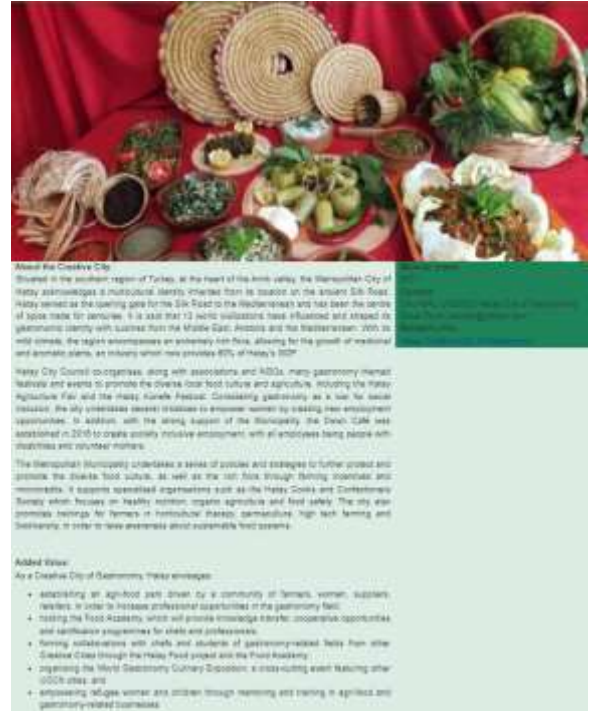 About the Creative City:
Situated in the southern region of Turkey, at the heart of the Amik valley, the Metropolitan City of
Hatay acknowledges a multicultural identity inherited from its location on the ancient Silk Road.
Hatay served as the opening gate for the Silk Road to the Mediterranean and has been the centre
of spice trade for centuries. It is said that 13 world civilizations have influenced and shaped its
gastronomic identity with cuisines from the Middle East, Anatolia and the Mediterranean. With its
mild climate, the region encompasses an extremely rich flora, allowing for the growth of medicinal
and aromatic plants, an industry which now provides 60% of Hatay's GDP.
Hatay City Council co-organises, along with associations and NGOs, many gastronomy themed
festivals and events to promote the diverse local food culture and agriculture, including the Hatay
Agriculture Fair and the Hatay Kunefe Festival. Considering gastronomy as a war for social
inclusion, the city undertakes several initiatives to empower women by creating new employment
opportunities. In addition, with the strong support of the Municipality, the Down Café was
established in 2015 to create socially inclusive employment, with all employees being people with
disabilities and volunteer mothers.
The Metropolitan Municipality undertakes a series of policies and strategies to further protect and
promote the diverse food culture, as well as the rich flora through farming incentives and
microcredits. It supports specialised organisations such as the Hatay Cooks and Confectioners
Society which focuses on healthy nutrition, organic agriculture and food safety. The city also
promotes trainings for farmers in horticultural therapy, permaculture, high tech farming and
biodiversity, in order to raise awareness about sustainable food systems.
Added Value:
As a Creative City of Gastronomy, Hatay envisages:
• establishing an agri-food park driven by a community of farmers, women, suppliers,
retailers, in order to increase professional opportunities in the gastronomy field;
• hosting the Food Academy, which will provide knowledge transfer, cooperative opportunities
and certification programmes for chefs and professionals;
• forming collaborations with chefs and students of gastronomy-related fields from other
Creative Cities through the Hatay Food project and the Food Academy;
• organising the World Gastronomy Culinary Exposition, a cross-cutting event featuring other
UCCN cities; and
• empowering refugee women and children through mentoring and training in agri-food and
gastronomy-related businesses.